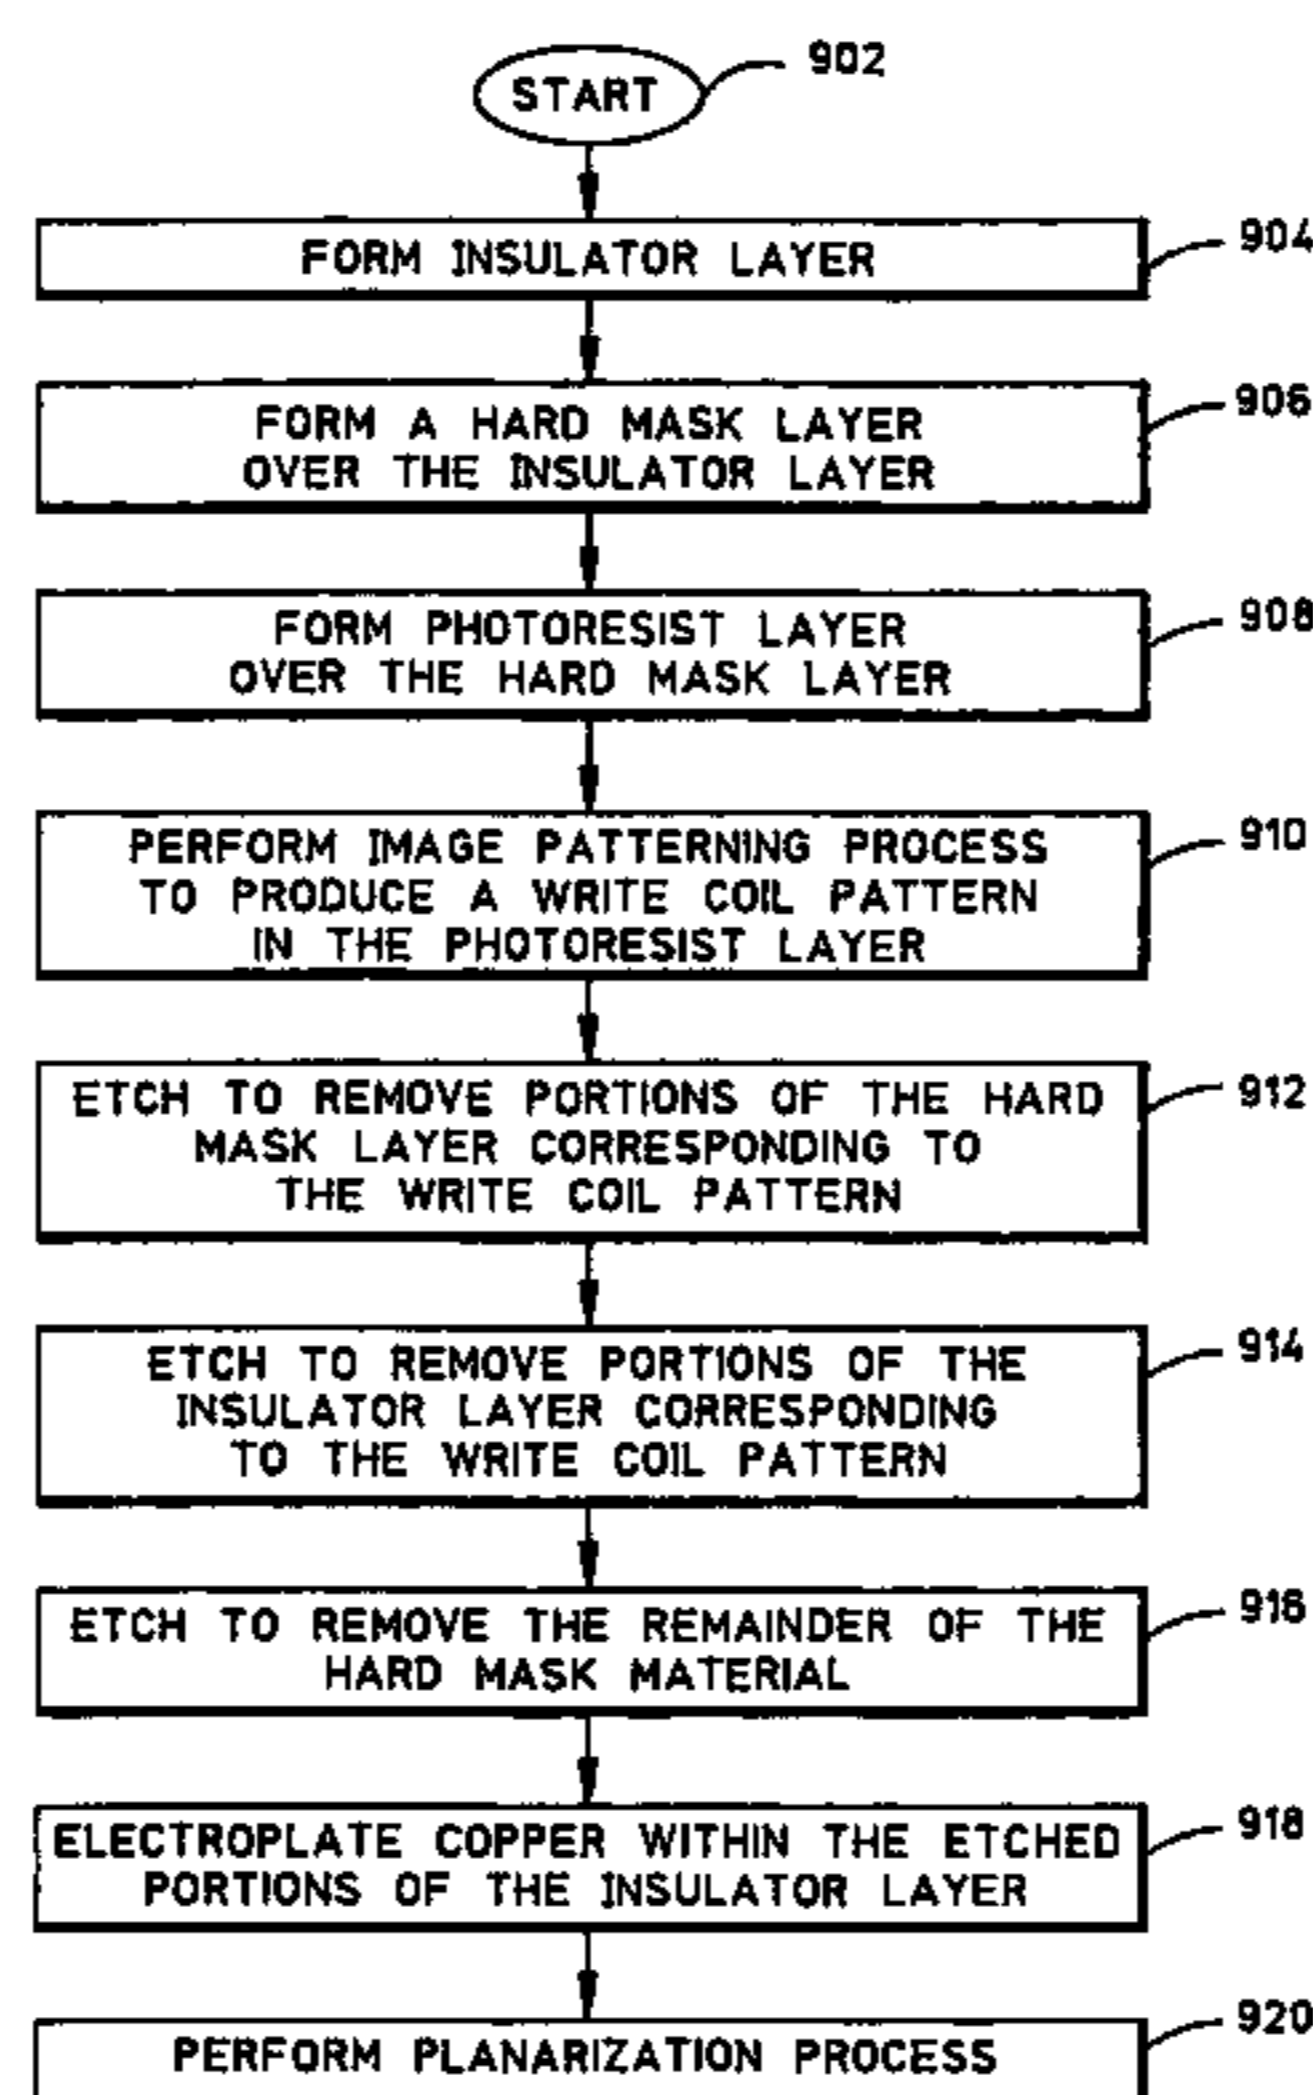 START
902
FORM INSULATOR LAYER
904
FORM A HARD MASK LAYER
OVER THE INSULATOR LAYER
906
FORM PHOTORESIST LAYER
OVER THE HARD MASK LAYER
908
PERFORM IMAGE PATTERNING PROCESS
TO PRODUCE A WRITE COIL PATTERN
IN THE PHOTORESIST LAYER
910
ETCH TO REMOVE PORTIONS OF THE HARD
MASK LAYER CORRESPONDING TO
THE WRITE COIL PATTERN
912
ETCH TO REMOVE PORTIONS OF THE
INSULATOR LAYER CORRESPONDING
TO THE WRITE COIL PATTERN
914
ETCH TO REMOVE THE REMAINDER OF THE
HARD MASK MATERIAL
916
ELECTROPLATE COPPER WITHIN THE ETCHED
PORTIONS OF THE INSULATOR LAYER
918
PERFORM PLANARIZATION PROCESS
920